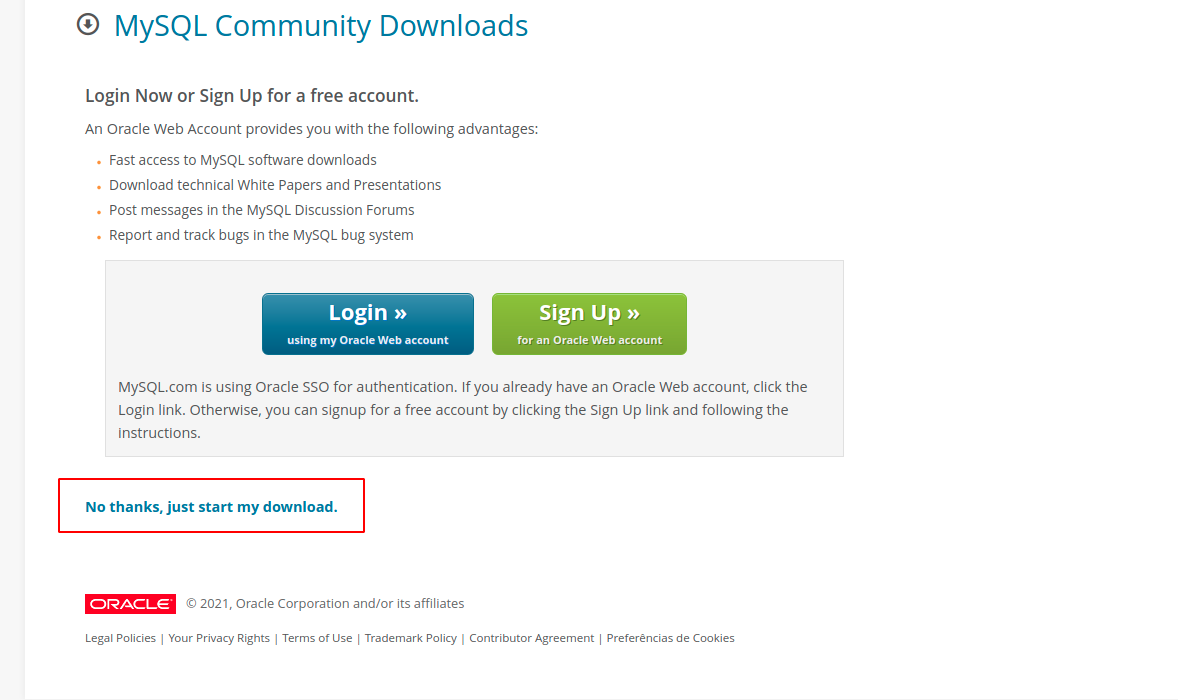 MySQL Community Downloads
Login Now or Sign Up for a free account.
An Oracle Web Account provides you with the following advantages:
Fast access to MySQL software downloads
Download technical White Papers and Presentations
Post messages in the MySQL Discussion Forums
Report and track bugs in the MySQL bug system
Login »
using my Oracle Web account
Sign Up »
for an Oracle Web account
MySQL.com is using Oracle SSO for authentication. If you already have an Oracle Web account, click the
Login link. Otherwise, you can signup for a free account by clicking the Sign Up link and following the
instructions.
No thanks, just start my download.
ORACLE © 2021, Oracle Corporation and/or its affiliates
Legal Policies | Your Privacy Rights | Terms of Use | Trademark Policy | Contributor Agreement | Preferências de Cookies